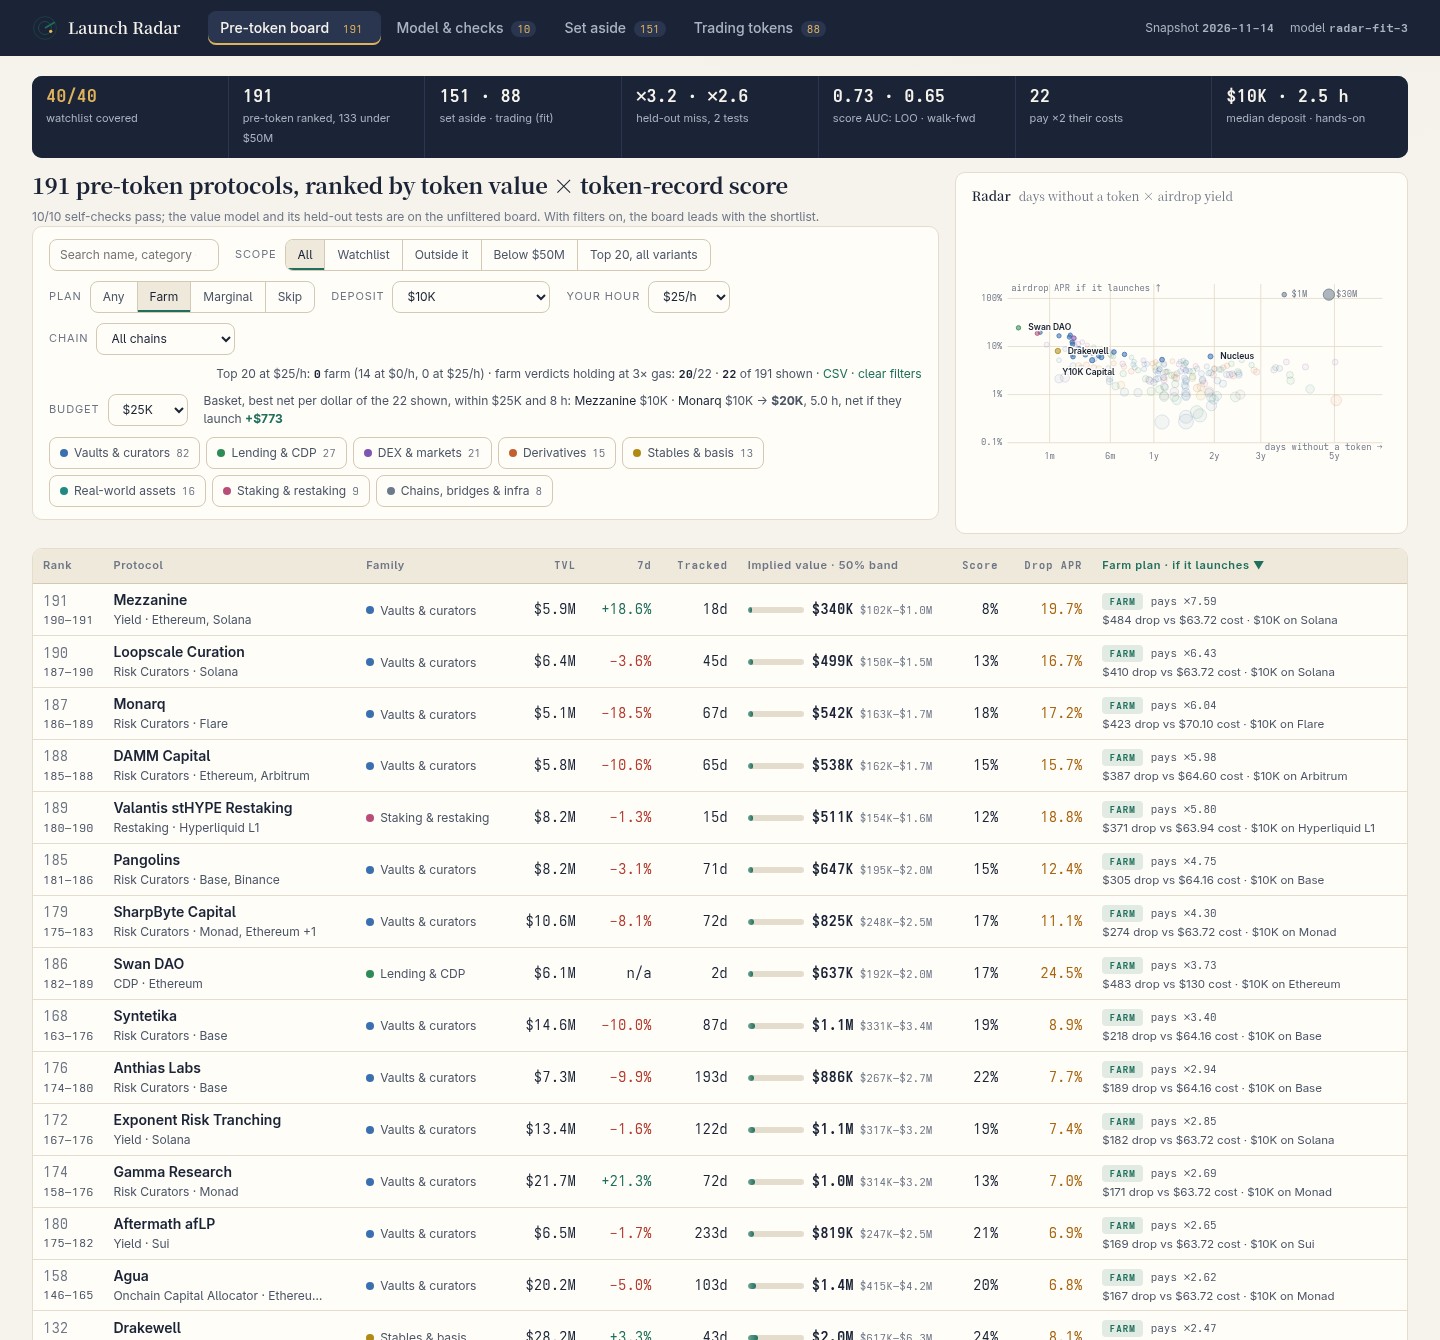 Launch Radar
Pre-token board 191
Model & checks 10
Set aside 151
Trading tokens 88
Snapshot 2026-11-14 model radar-fit-3
40/40
watchlist covered
191
pre-token ranked, 133 under
$50M
151 · 88
set aside · trading (fit)
×3.2 · ×2.6
held-out miss, 2 tests
0.73 · 0.65
score AUC: LOO · walk-fwd
22
pay ×2 their costs
$10K · 2.5 h
median deposit · hands-on
191 pre-token protocols, ranked by token value × token-record score
10/10 self-checks pass; the value model and its held-out tests are on the unfiltered board. With filters on, the board leads with the shortlist.
Search name, category SCOPE All Watchlist Outside it Below $50M Top 20, all variants
PLAN Any Farm Marginal Skip DEPOSIT $10K YOUR HOUR $25/h
CHAIN All chains
Top 20 at $25/h: 0 farm (14 at $0/h, 0 at $25/h) · farm verdicts holding at 3× gas: 20/22 · 22 of 191 shown · CSV · clear filters
BUDGET $25K
Basket, best net per dollar of the 22 shown, within $25K and 8 h: Mezzanine $10K · Monarq $10K → $20K, 5.0 h, net if they
launch +$773
Vaults & curators 82 Lending & CDP 27 DEX & markets 21 Derivatives 15 Stables & basis 13
Real-world assets 16 Staking & restaking 9 Chains, bridges & infra 8
Radar days without a token × airdrop yield
airdrop APR if it launches ↑
100%
10%
1%
0.1%
$1M $30M
Swan DAO
Drakewell
Nucleus
Y10K Capital
days without a token →
1m 6m 1y 2y 3y 5y
Rank Protocol Family TVL 7d Tracked Implied value · 50% band Score Drop APR Farm plan · if it launches ▼
191 Mezzanine Vaults & curators $5.9M +18.6% 18d $340K $102K–$1.0M 8% 19.7% FARM pays ×7.59
190–191 Yield · Ethereum, Solana $484 drop vs $63.72 cost · $10K on Solana
190 Loopscale Curation Vaults & curators $6.4M −3.6% 45d $499K $150K–$1.5M 13% 16.7% FARM pays ×6.43
187–190 Risk Curators · Solana $410 drop vs $63.72 cost · $10K on Solana
187 Monarq Vaults & curators $5.1M −18.5% 67d $542K $163K–$1.7M 18% 17.2% FARM pays ×6.04
186–189 Risk Curators · Flare $423 drop vs $70.10 cost · $10K on Flare
188 DAMM Capital Vaults & curators $5.8M −10.6% 65d $538K $162K–$1.7M 15% 15.7% FARM pays ×5.98
185–188 Risk Curators · Ethereum, Arbitrum $387 drop vs $64.60 cost · $10K on Arbitrum
189 Valantis stHYPE Restaking Staking & restaking $8.2M −1.3% 15d $511K $154K–$1.6M 12% 18.8% FARM pays ×5.80
180–190 Restaking · Hyperliquid L1 $371 drop vs $63.94 cost · $10K on Hyperliquid L1
185 Pangolins Vaults & curators $8.2M −3.1% 71d $647K $195K–$2.0M 15% 12.4% FARM pays ×4.75
181–186 Risk Curators · Base, Binance $305 drop vs $64.16 cost · $10K on Base
179 SharpByte Capital Vaults & curators $10.6M −8.1% 72d $825K $248K–$2.5M 17% 11.1% FARM pays ×4.30
175–183 Risk Curators · Monad, Ethereum +1 $274 drop vs $63.72 cost · $10K on Monad
186 Swan DAO Lending & CDP $6.1M n/a 2d $637K $192K–$2.0M 17% 24.5% FARM pays ×3.73
182–189 CDP · Ethereum $483 drop vs $130 cost · $10K on Ethereum
168 Syntetika Vaults & curators $14.6M −10.0% 87d $1.1M $331K–$3.4M 19% 8.9% FARM pays ×3.40
163–176 Risk Curators · Base $218 drop vs $64.16 cost · $10K on Base
176 Anthias Labs Vaults & curators $7.3M −9.9% 193d $886K $267K–$2.7M 22% 7.7% FARM pays ×2.94
174–180 Risk Curators · Base $189 drop vs $64.16 cost · $10K on Base
172 Exponent Risk Tranching Vaults & curators $13.4M −1.6% 122d $1.1M $317K–$3.2M 19% 7.4% FARM pays ×2.85
167–176 Yield · Solana $182 drop vs $63.72 cost · $10K on Solana
174 Gamma Research Vaults & curators $21.7M +21.3% 72d $1.0M $314K–$3.2M 13% 7.0% FARM pays ×2.69
158–176 Risk Curators · Monad $171 drop vs $63.72 cost · $10K on Monad
180 Aftermath afLP Vaults & curators $6.5M −1.7% 233d $819K $247K–$2.5M 21% 6.9% FARM pays ×2.65
175–182 Yield · Sui $169 drop vs $63.72 cost · $10K on Sui
158 Agua Vaults & curators $20.2M −5.0% 103d $1.4M $415K–$4.2M 20% 6.8% FARM pays ×2.62
146–165 Onchain Capital Allocator · Ethereu... $167 drop vs $63.72 cost · $10K on Monad
132 Drakewell Stables & basis $28.2M +3.3% 43d $2.0M $617K–$6.3M 24% 8.1% pays ×2.47